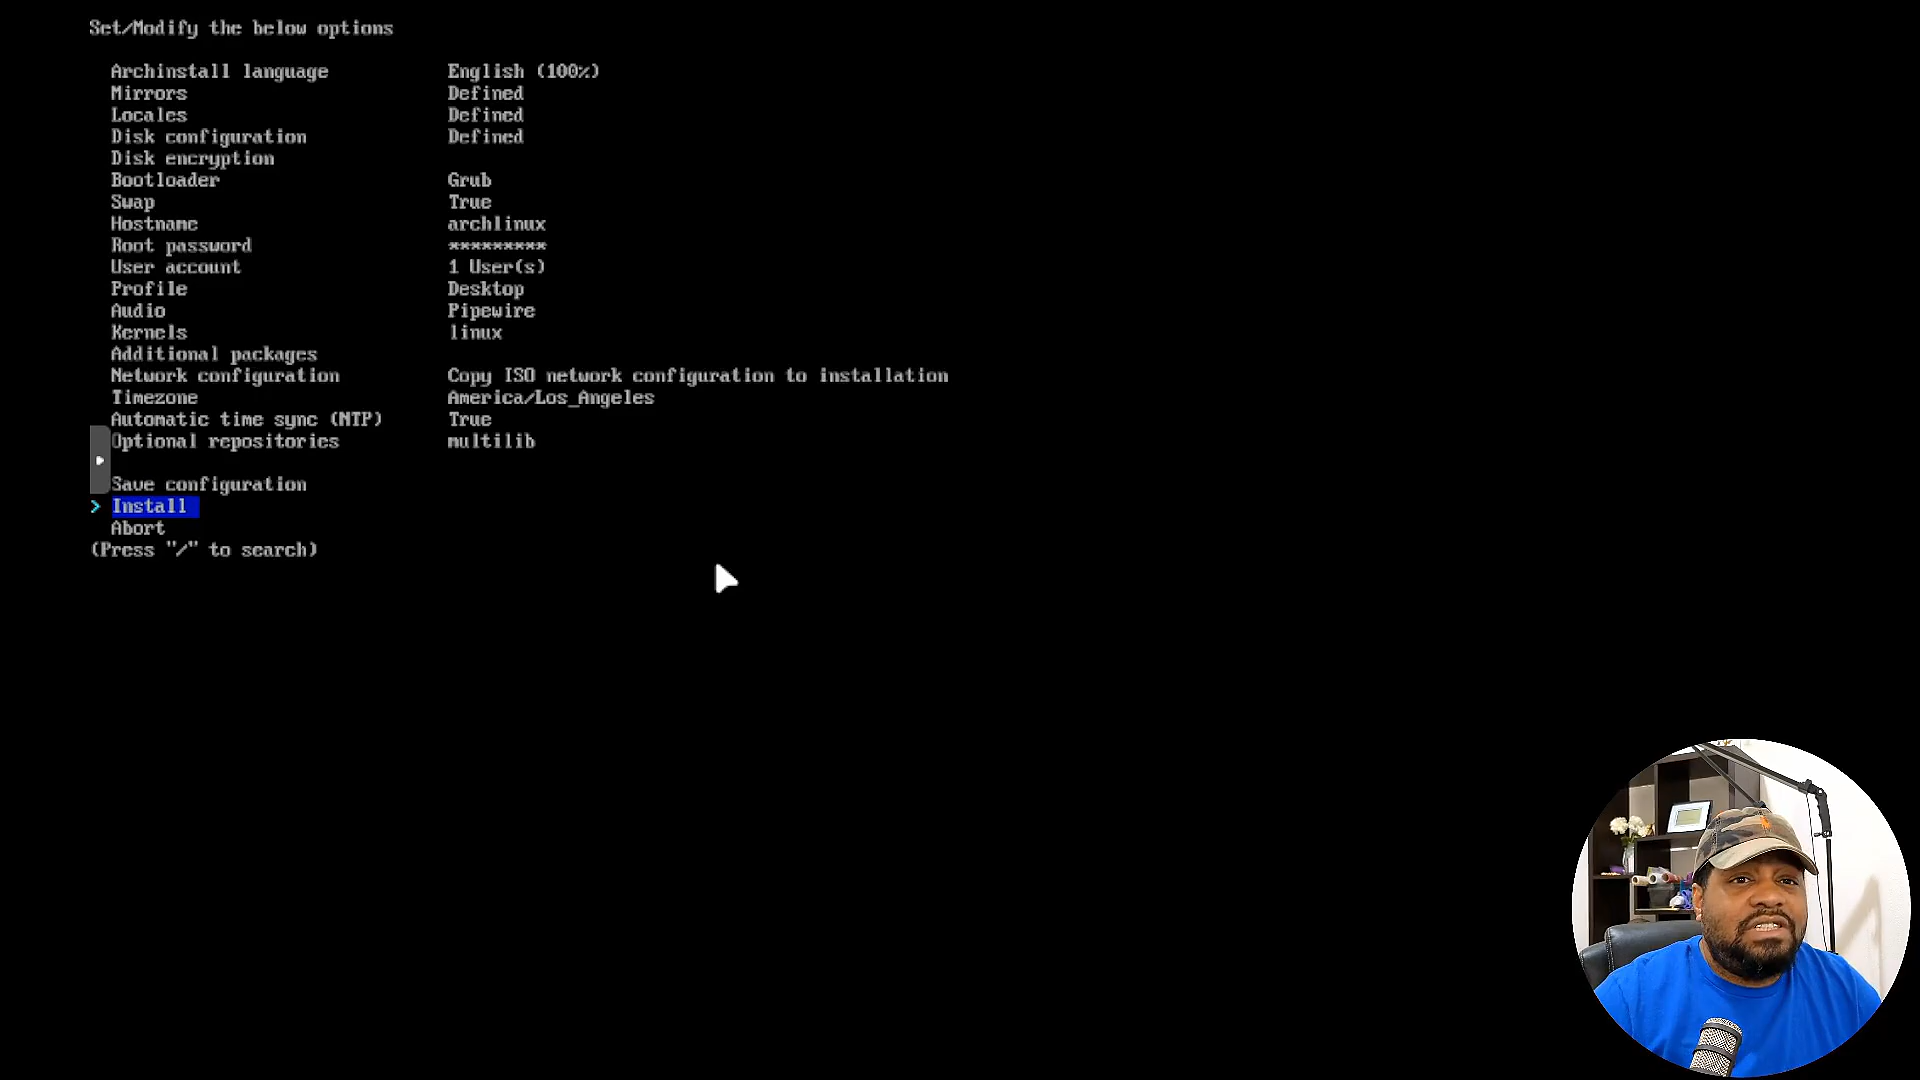 Set/Modify the below options
Archinstall language English (100%)
Mirrors Defined
Locales Defined
Disk configuration Defined
Disk encryption
Bootloader Grub
Swap True
Hostname archlinux
Root password *********
User account 1 User(s)
Profile Desktop
Audio Pipewire
Kernels linux
Additional packages
Network configuration Copy ISO network configuration to installation
Timezone America/Los_Angeles
Automatic time sync (NTP) True
Optional repositories multilib
Save configuration
> Install
Abort
(Press "/" to search)